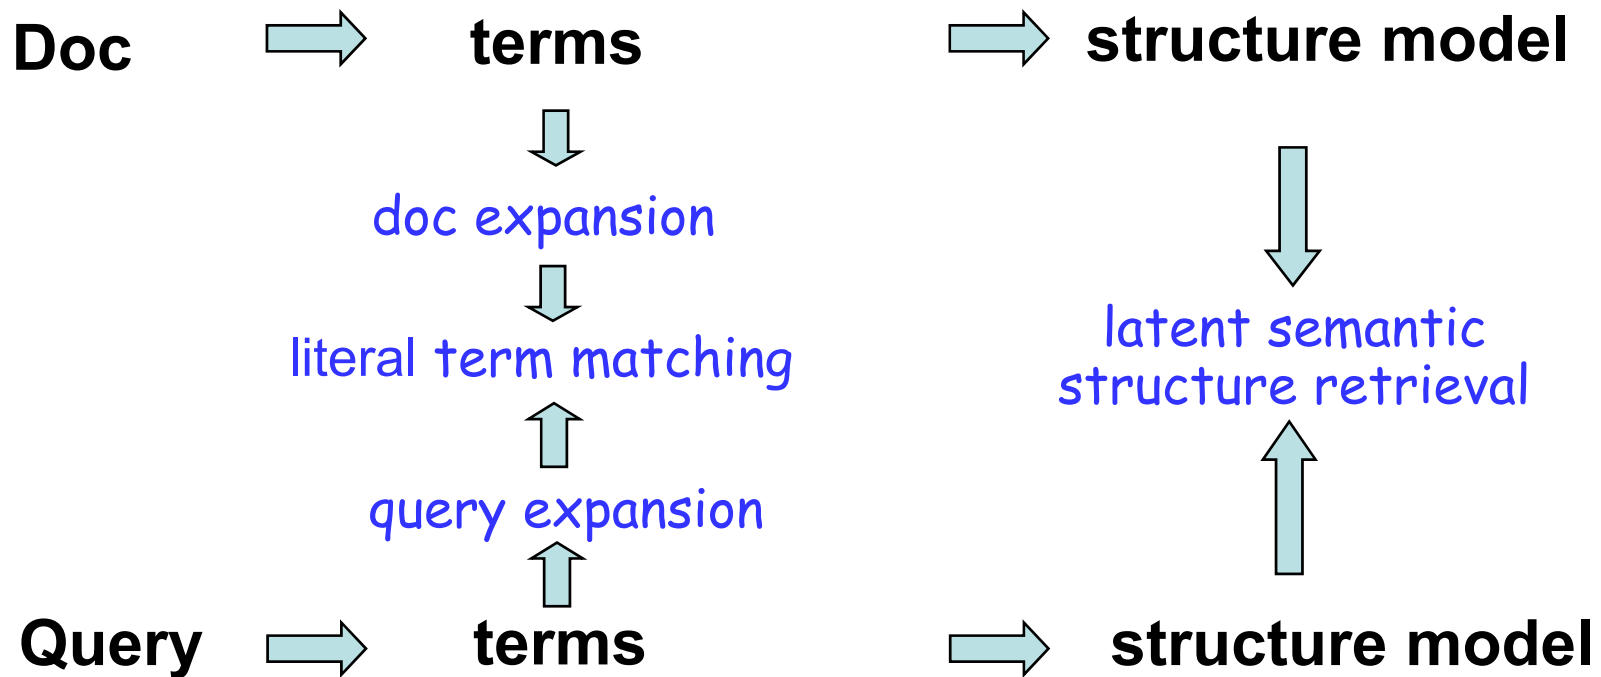 Doc
terms
structure model
doc expansion
literal term matching
latent semantic
structure retrieval
query expansion
Query
terms
structure model